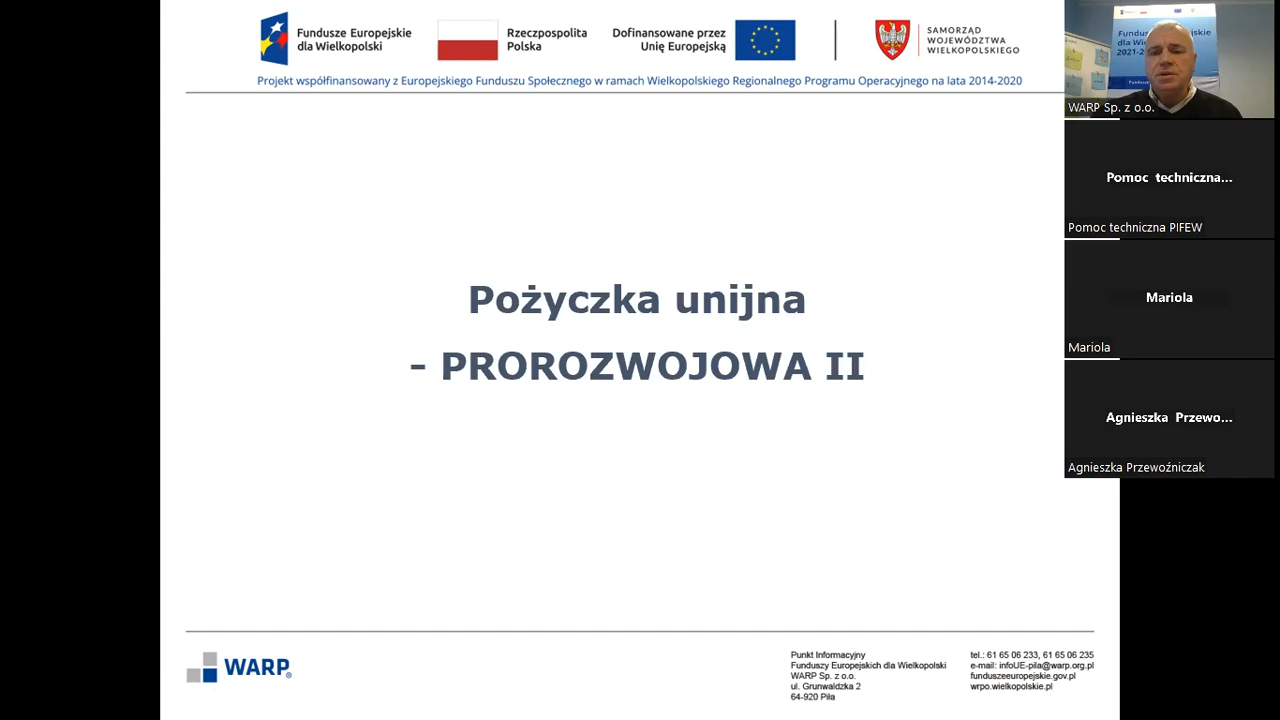 Fundusze Europejskie
dla Wielkopolski
Rzeczpospolita
Polska
Dofinansowane przez
Unię Europejską
SAMORZĄD
WOJEWÓDZTWA
WIELKOPOLSKIEGO
Projekt współfinansowany z Europejskiego Funduszu Społecznego w ramach Wielkopolskiego Regionalnego Programu Operacyjnego na lata 2014-2020
Pożyczka unijna
- PROROZWOJOWA II
WARP
Punkt Informacyjny
Funduszy Europejskich dla Wielkopolski
WARP Sp. z o.o.
ul. Grunwaldzka 2
64-920 Piła
tel.: 61 65 06 233, 61 65 06 235
e-mail: infoUE-pila@warp.org.pl
funduszeeuropejskie.gov.pl
wrpo.wielkopolskie.pl
WARP Sp. z o.o.
Pomoc techniczna...
Pomoc techniczna PIFEW
Mariola
Mariola
Agnieszka Przewo...
Agnieszka Przewoźniczak